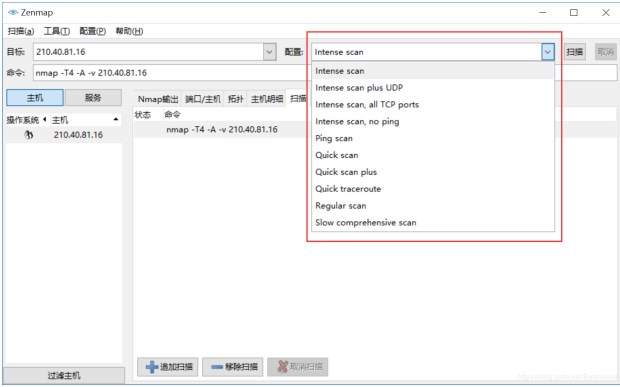 Zenmap
扫描(a) 工具(T) 配置(P) 帮助(H)
目标: 210.40.81.16 配置: Intense scan 扫描 取消
命令: nmap -T4 -A -v 210.40.81.16
主机 服务 Nmap输出 端口/主机 拓扑 主机明细 扫描
操作系统 主机 状态 命令
210.40.81.16 nmap -T4 -A -v 210.40.81.16
Intense scan
Intense scan plus UDP
Intense scan, all TCP ports
Intense scan, no ping
Ping scan
Quick scan
Quick scan plus
Quick traceroute
Regular scan
Slow comprehensive scan
追加扫描 移除扫描 取消扫描
过滤主机